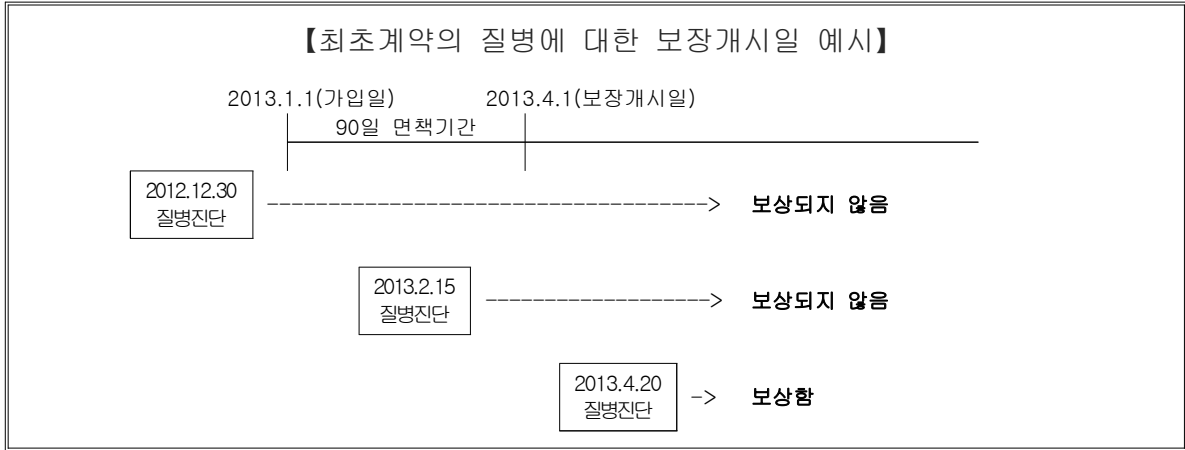 【최초계약의 질병에 대한 보장개시일 예시】
2013.1.1(가입일) 2013.4.1(보장개시일)
90일 면책기간
2012.12.30
질병진단
-----------------------------------> 보상되지 않음
2013.2.15
질병진단
------------------> 보상되지 않음
2013.4.20
질병진단
-> 보상함